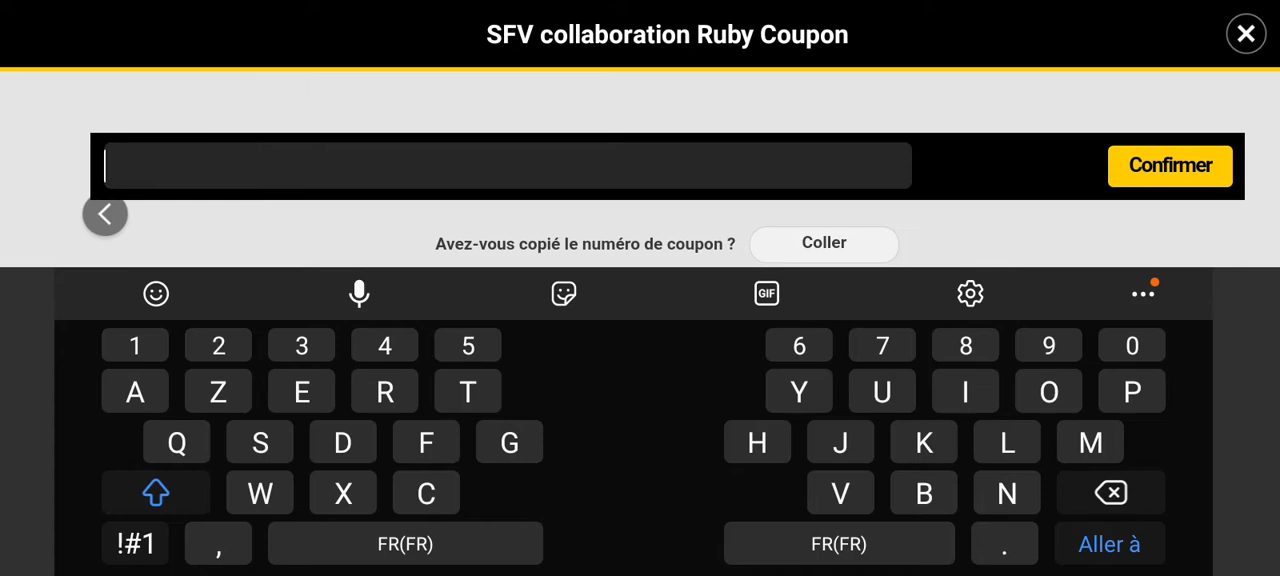 SFV collaboration Ruby Coupon
Confirmer
Avez-vous copié le numéro de coupon ? Coller
GIF
1 2 3 4 5 6 7 8 9 0
A Z E R T Y U I O P
Q S D F G H J K L M
W X C V B N
!#1 , FR(FR) FR(FR) . Aller à